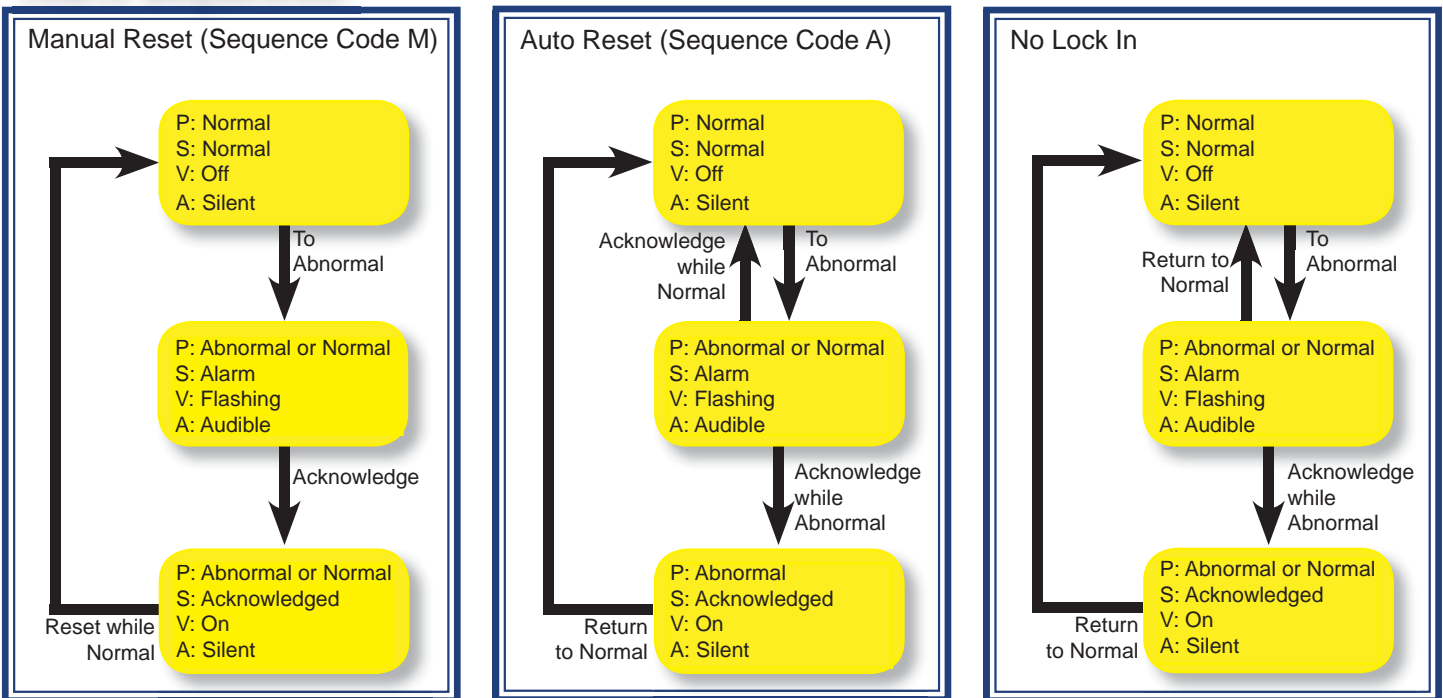 Manual Reset (Sequence Code M)
P: Normal
S: Normal
V: Off
A: Silent
To
Abnormal
P: Abnormal or Normal
S: Alarm
V: Flashing
A: Audible
Acknowledge
P: Abnormal or Normal
S: Acknowledged
V: On
A: Silent
Reset while
Normal
Auto Reset (Sequence Code A)
P: Normal
S: Normal
V: Off
A: Silent
Acknowledge
while
Normal
To
Abnormal
P: Abnormal or Normal
S: Alarm
V: Flashing
A: Audible
Acknowledge
while
Abnormal
P: Abnormal
S: Acknowledged
V: On
A: Silent
Return
to Normal
No Lock In
P: Normal
S: Normal
V: Off
A: Silent
Return to
Normal
To
Abnormal
P: Abnormal or Normal
S: Alarm
V: Flashing
A: Audible
Acknowledge
while
Abnormal
P: Abnormal or Normal
S: Acknowledged
V: On
A: Silent
Return
to Normal